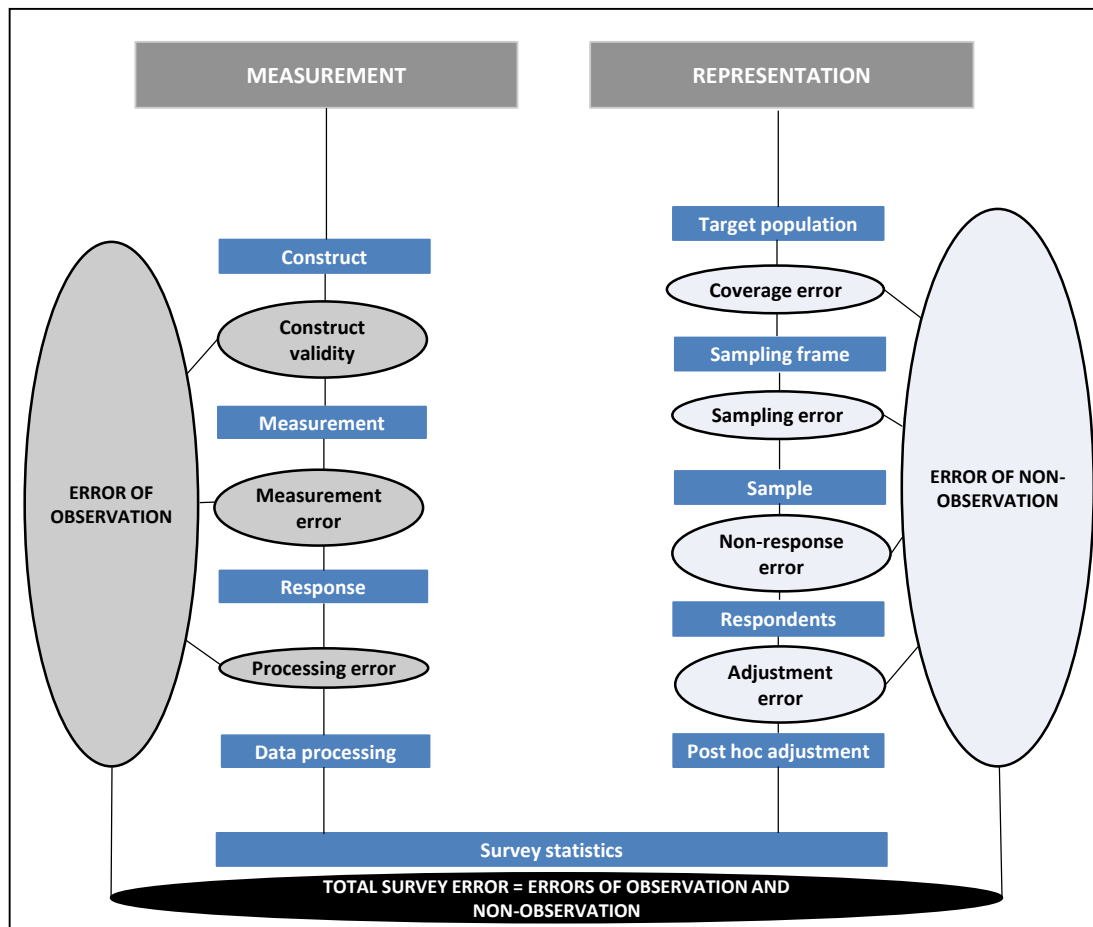 MEASUREMENT
REPRESENTATION
Target population
Construct
Coverage error
Construct
validity
Sampling frame
Measurement
Sampling error
ERROR OF
OBSERVATION
Measurement
error
Sample
ERROR OF NON-
OBSERVATION
Non-response
error
Response
Respondents
Processing error
Adjustment
error
Data processing
Post hoc adjustment
Survey statistics
TOTAL SURVEY ERROR = ERRORS OF OBSERVATION AND
NON-OBSERVATION